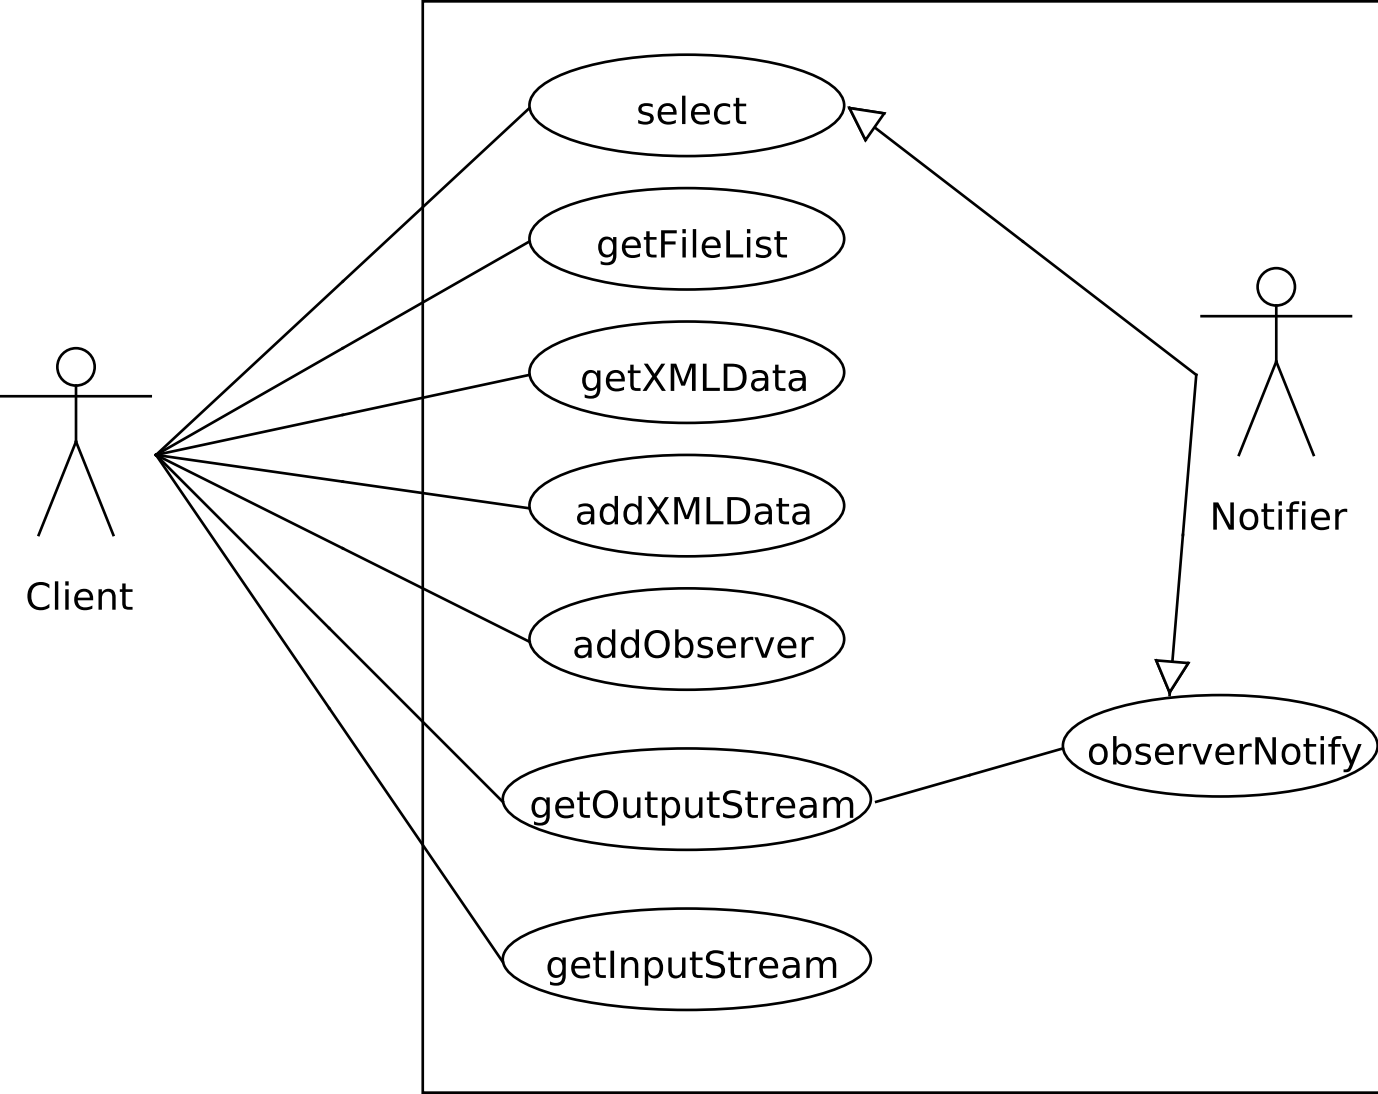 select
getFileList
getXMLData
addXMLData
Notifier
Client
addObserver
observerNotify
getOutputStream
getInputStream